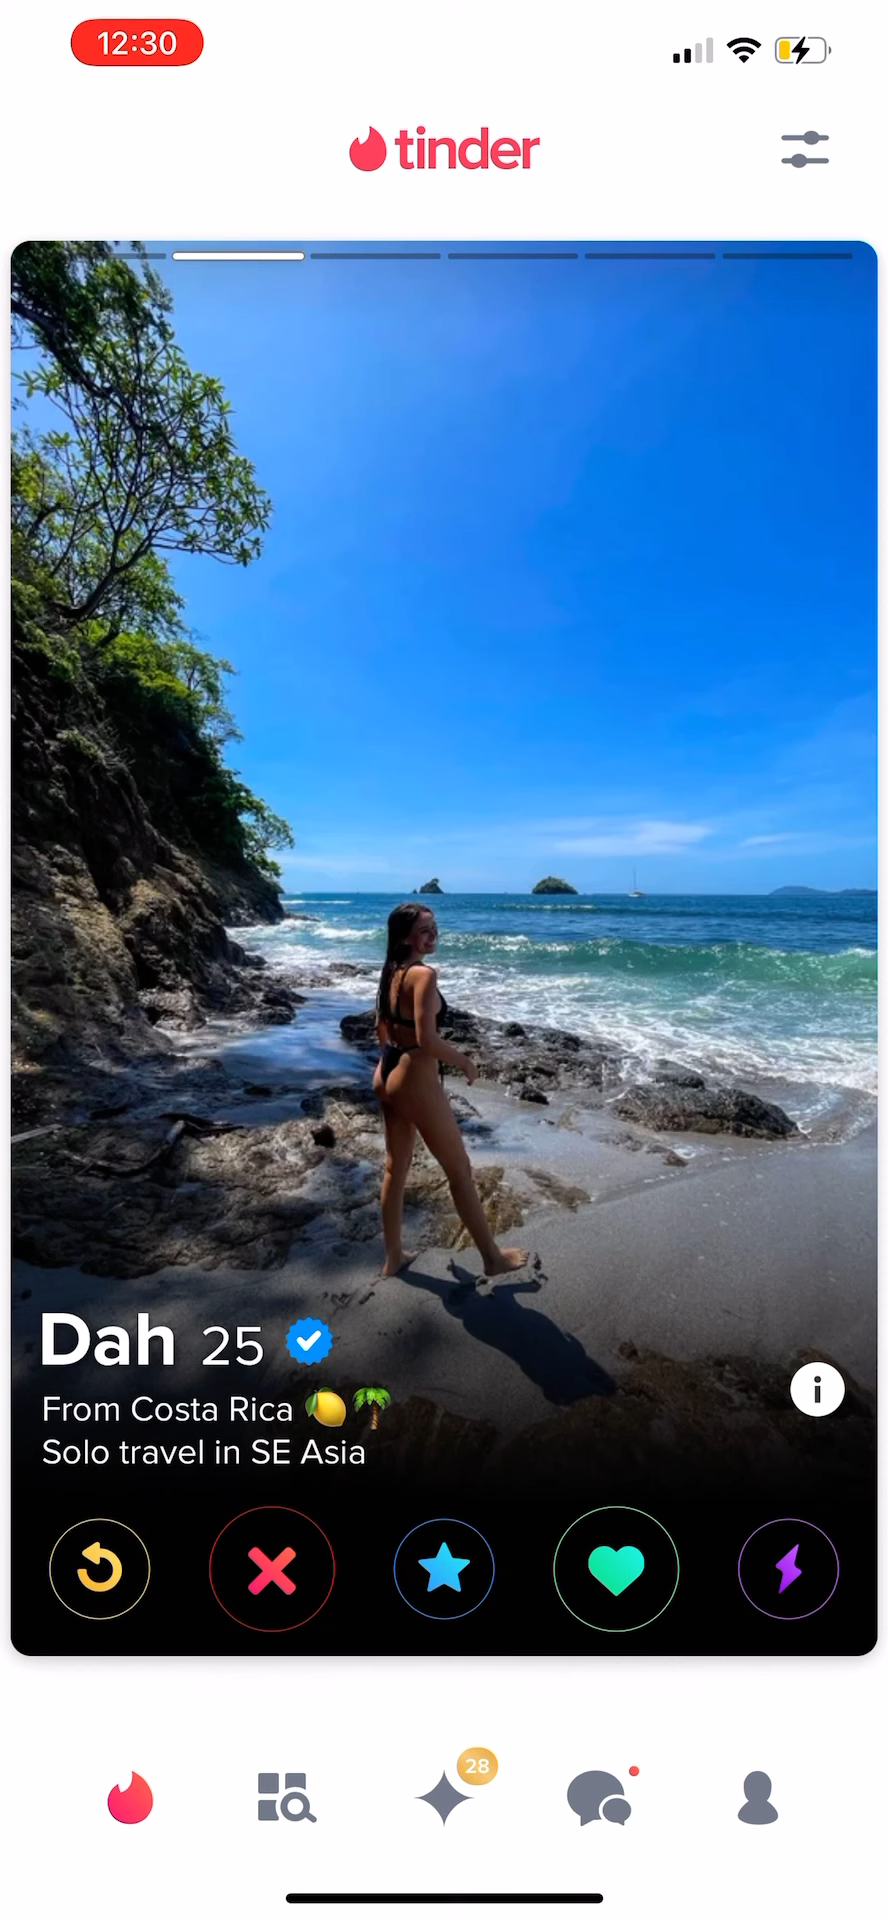 12:30
tinder
Dah 25
From Costa Rica 🍋🌴
Solo travel in SE Asia
28